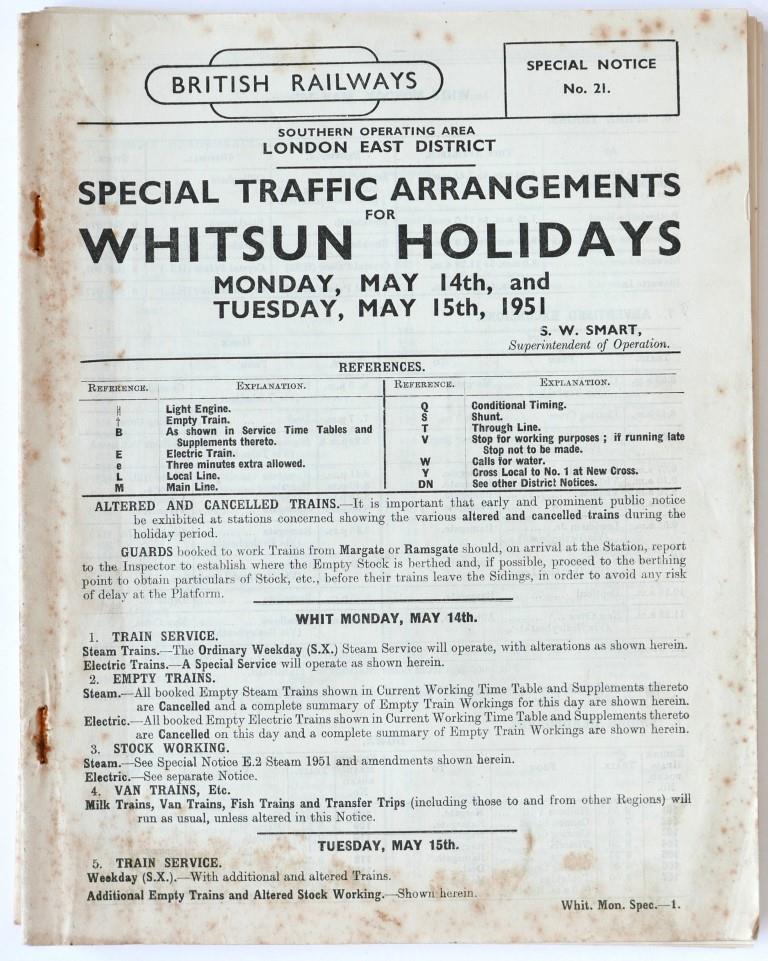 BRITISH RAILWAYS
SPECIAL NOTICE
No. 21.
SOUTHERN OPERATING AREA
LONDON EAST DISTRICT
SPECIAL TRAFFIC ARRANGEMENTS
FOR
WHITSUN HOLIDAYS
MONDAY, MAY 14th, and
TUESDAY, MAY 15th, 1951
S. W. SMART,
Superintendent of Operation.
REFERENCES.
REFERENCE. EXPLANATION.
Light Engine.
† Empty Train.
B As shown in Service Time Tables and
Supplements thereto.
E Electric Train.
e Three minutes extra allowed.
L Local Line.
M Main Line.
REFERENCE. EXPLANATION.
Q Conditional Timing.
S Shunt.
T Through Line.
V Stop for working purposes ; if running late
Stop not to be made.
W Calls for water.
Y Cross Local to No. 1 at New Cross.
DN See other District Notices.
ALTERED AND CANCELLED TRAINS.—It is important that early and prominent public notice
be exhibited at stations concerned showing the various altered and cancelled trains during the
holiday period.
GUARDS booked to work Trains from Margate or Ramsgate should, on arrival at the Station, report
to the Inspector to establish where the Empty Stock is berthed and, if possible, proceed to the berthing
point to obtain particulars of Stock, etc., before their trains leave the Sidings, in order to avoid any risk
of delay at the Platform.
WHIT MONDAY, MAY 14th.
1. TRAIN SERVICE.
Steam Trains.—The Ordinary Weekday (S.X.) Steam Service will operate, with alterations as shown herein.
Electric Trains.—A Special Service will operate as shown herein.
2. EMPTY TRAINS.
Steam.—All booked Empty Steam Trains shown in Current Working Time Table and Supplements thereto
are Cancelled and a complete summary of Empty Train Workings for this day are shown herein.
Electric.—All booked Empty Electric Trains shown in Current Working Time Table and Supplements thereto
are Cancelled on this day and a complete summary of Empty Train Workings are shown herein.
3. STOCK WORKING.
Steam.—See Special Notice E.2 Steam 1951 and amendments shown herein.
Electric.—See separate Notice.
4. VAN TRAINS, Etc.
Milk Trains, Van Trains, Fish Trains and Transfer Trips (including those to and from other Regions) will
run as usual, unless altered in this Notice.
TUESDAY, MAY 15th.
5. TRAIN SERVICE.
Weekday (S.X.).—With additional and altered Trains.
Additional Empty Trains and Altered Stock Working.—Shown herein.
Whit. Mon. Spec.—1.